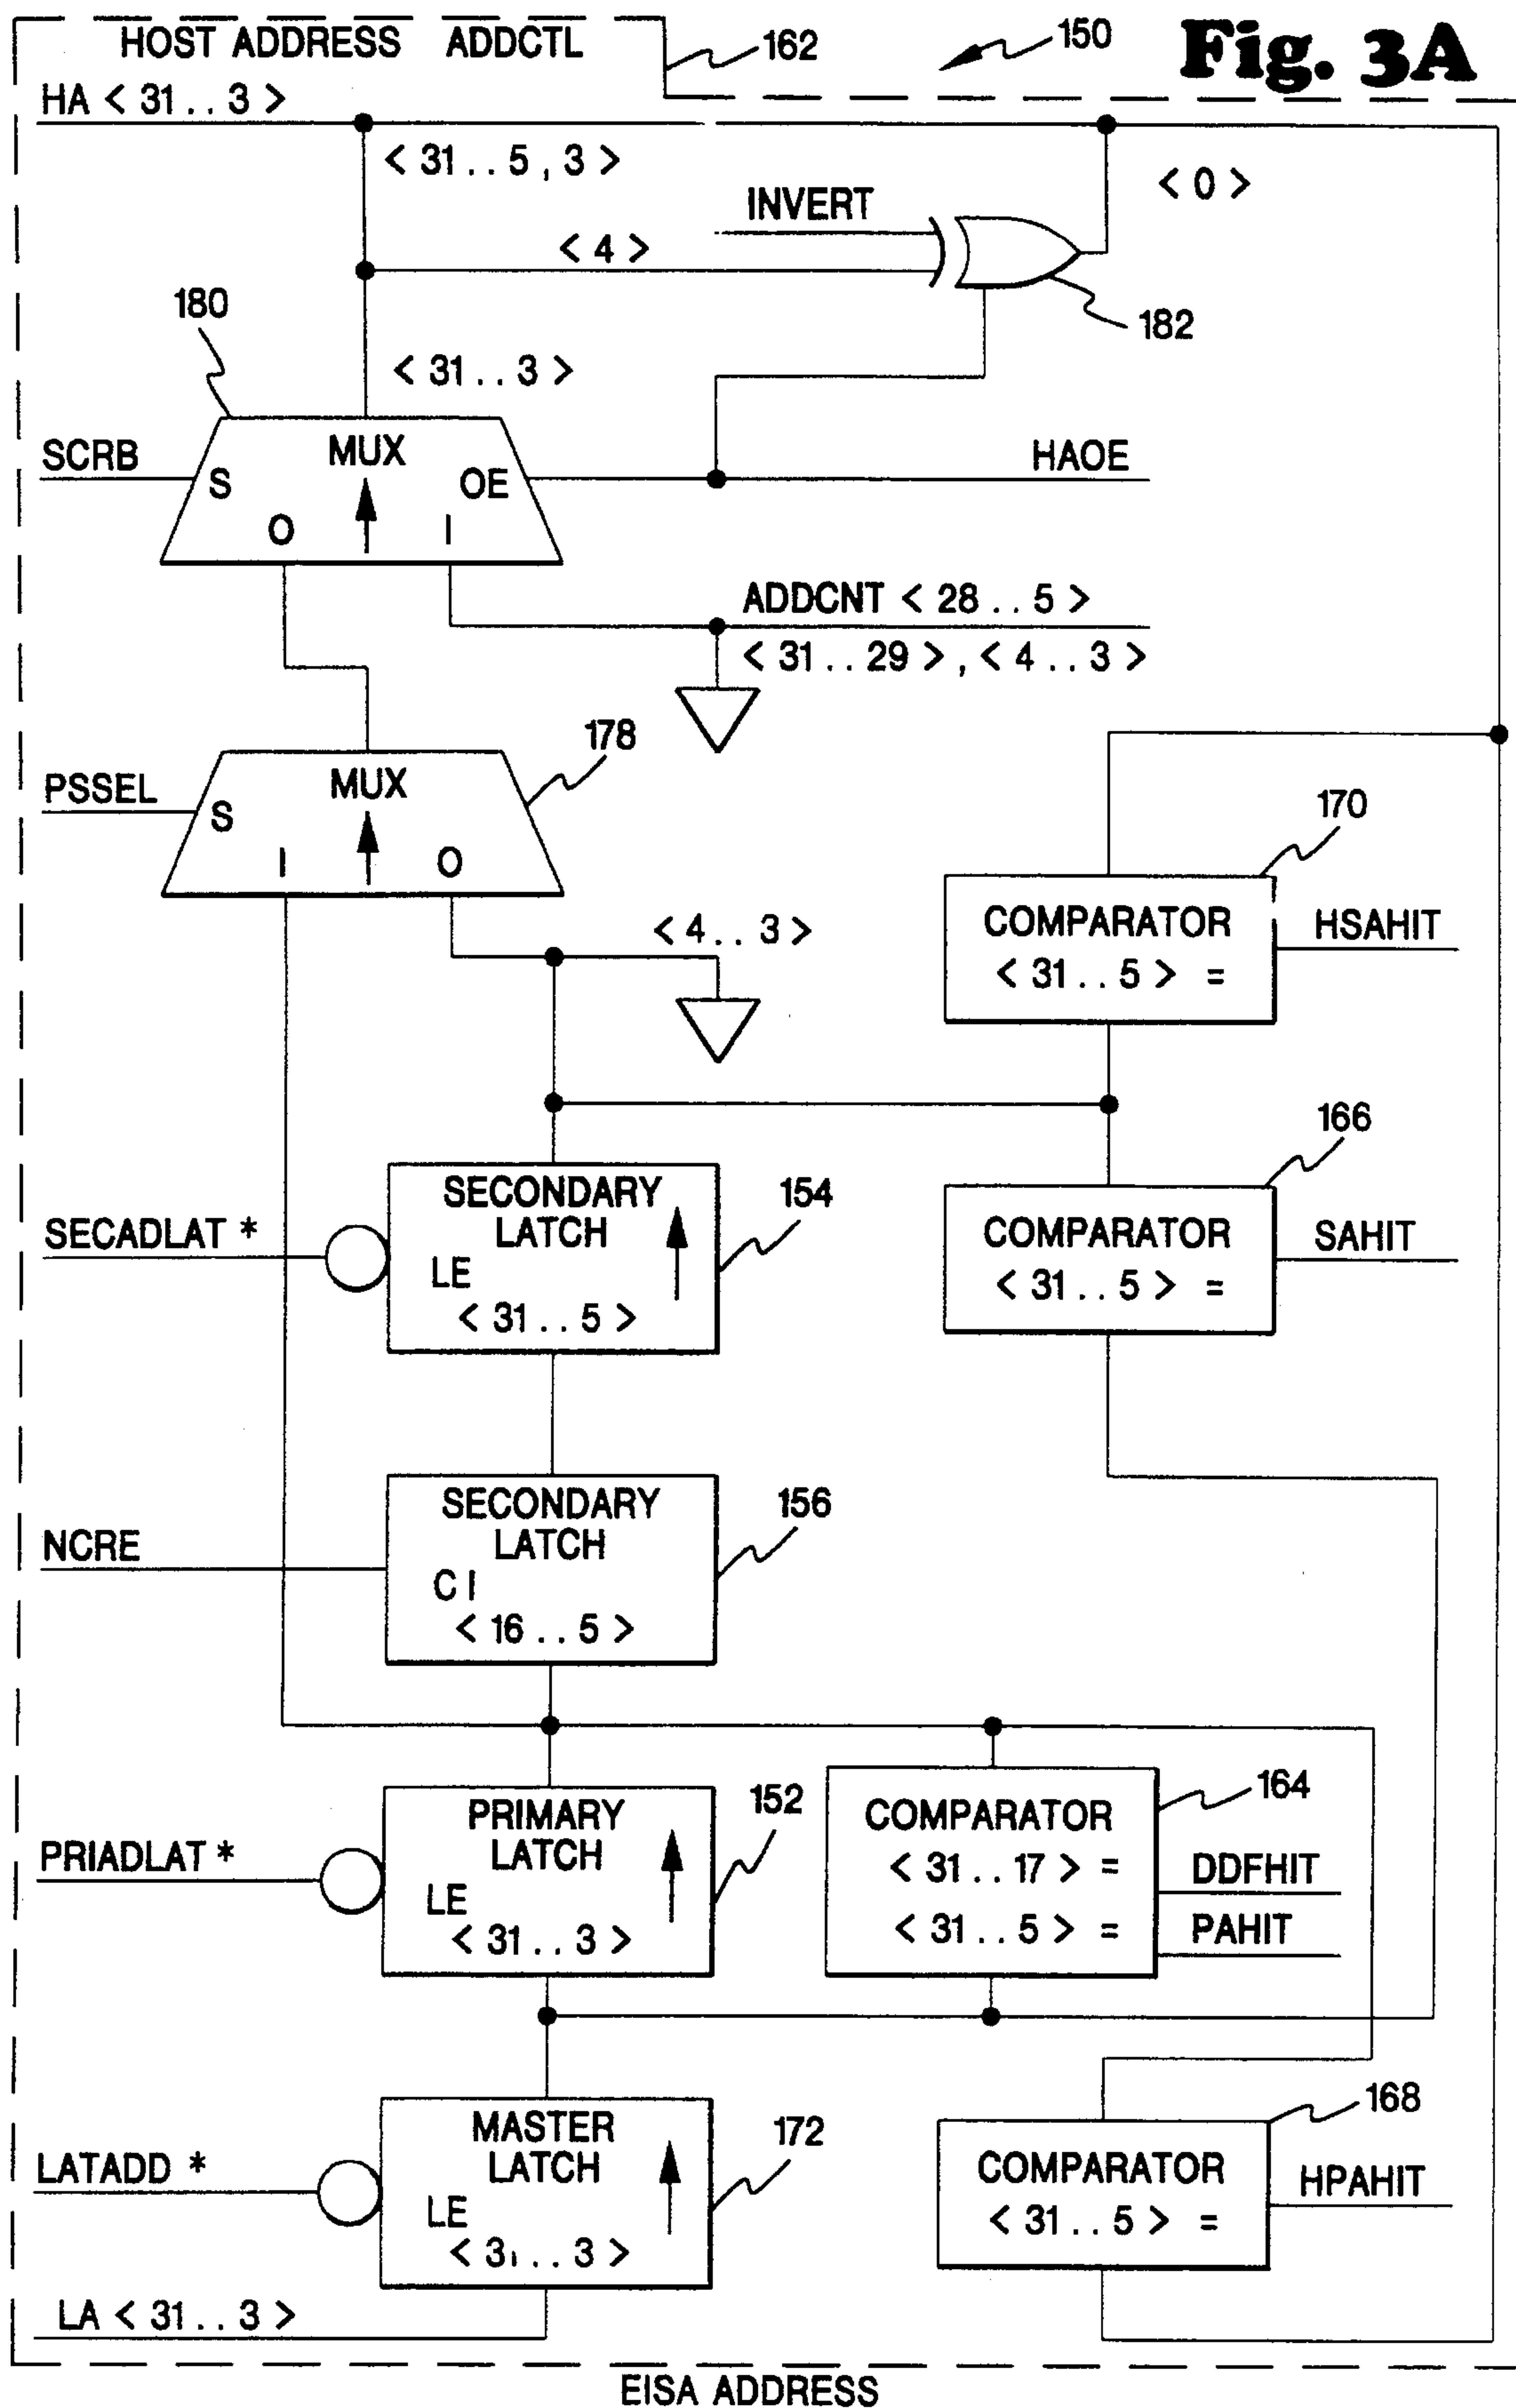 HOST ADDRESS ADDCTL
162
150
Fig. 3A
HA < 31 . . 3 >
< 31 . . 5 , 3 >
< 0 >
INVERT
< 4 >
180
182
< 31 . . 3 >
SCRB
MUX
HAOE
S
OE
O
I
ADDCNT < 28 . . 5 >
< 31 . . 29 > , < 4 . . 3 >
178
PSSEL
MUX
S
I
O
170
< 4 . . 3 >
COMPARATOR
HSAHIT
< 31 . . 5 > =
166
SECONDARY
154
LATCH
SECADLAT *
LE
< 31 . . 5 >
COMPARATOR
SAHIT
< 31 . . 5 > =
SECONDARY
156
LATCH
NCRE
C I
< 16 . . 5 >
164
152
PRIMARY
LATCH
PRIADLAT *
LE
< 31 . . 3 >
COMPARATOR
< 31 . . 17 > =
DDFHIT
< 31 . . 5 > =
PAHIT
168
MASTER
172
LATCH
LATADD *
LE
< 31 . . 3 >
COMPARATOR
HPAHIT
< 31 . . 5 > =
LA < 31 . . 3 >
EISA ADDRESS